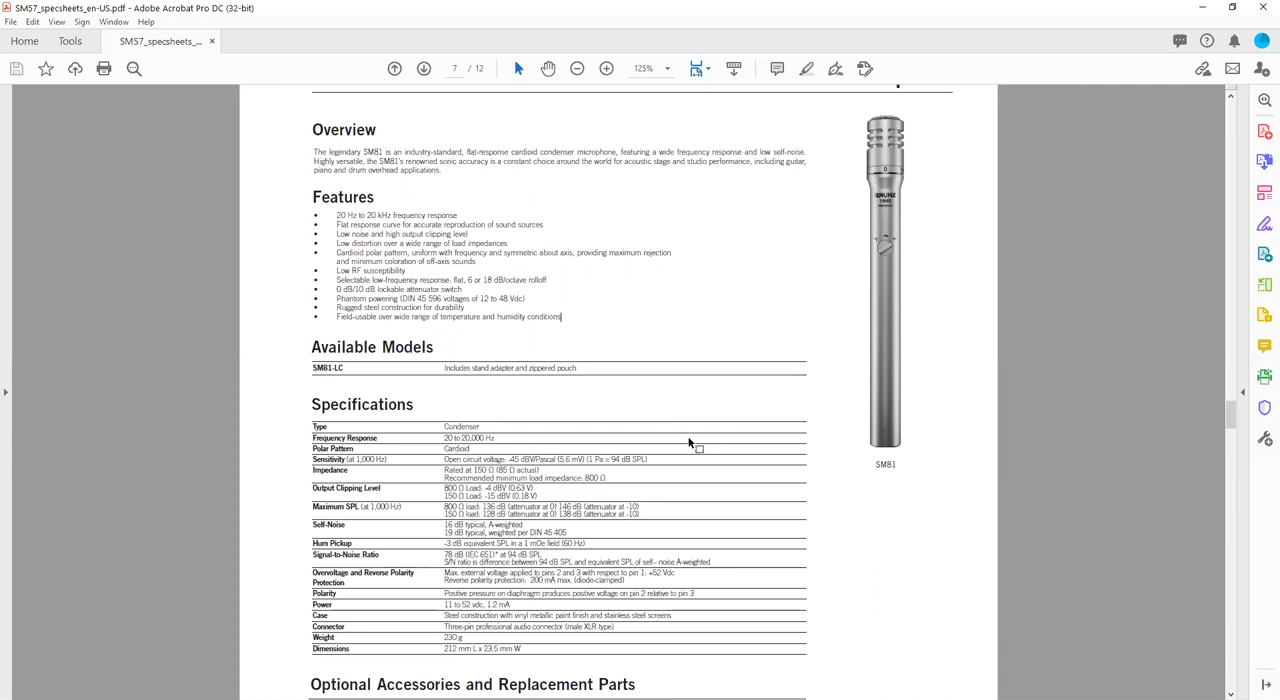 SM57_specsheets_en-US.pdf - Adobe Acrobat Pro DC (32-bit)
File Edit View Sign Window Help
Home Tools SM57_specsheets_... ×
7 / 12 125%
Overview
The legendary SM81 is an industry-standard, flat-response cardioid condenser microphone, featuring a wide frequency response and low self-noise.
Highly versatile, the SM81's renowned sonic accuracy is a constant choice around the world for acoustic stage and studio performance, including guitar,
piano and drum overhead applications.
Features
• 20 Hz to 20 kHz frequency response
• Flat response curve for accurate reproduction of sound sources
• Low noise and high output clipping level
• Low distortion over a wide range of load impedances
• Cardioid polar pattern, uniform with frequency and symmetric about axis, providing maximum rejection
and minimum coloration of off-axis sounds
• Low RF susceptibility
• Selectable low-frequency response: flat, 6 or 18 dB/octave rolloff
• 0 dB/10 dB lockable attenuator switch
• Phantom powering (DIN 45 596 voltages of 12 to 48 Vdc)
• Rugged steel construction for durability
• Field-usable over wide range of temperature and humidity conditions
Available Models
SM81-LC Includes stand adapter and zippered pouch
Specifications
Type Condenser
Frequency Response 20 to 20,000 Hz
Polar Pattern Cardioid
Sensitivity (at 1,000 Hz) Open circuit voltage: -45 dBV/Pascal (5.6 mV) (1 Pa = 94 dB SPL)
Impedance Rated at 150 Ω (85 Ω actual)
Recommended minimum load impedance: 800 Ω
Output Clipping Level 800 Ω Load: -4 dBV (0.63 V)
150 Ω Load: -15 dBV (0.18 V)
Maximum SPL (at 1,000 Hz) 800 Ω load: 136 dB (attenuator at 0) 146 dB (attenuator at -10)
150 Ω load: 128 dB (attenuator at 0) 138 dB (attenuator at -10)
Self-Noise 16 dB typical, A-weighted
19 dB typical, weighted per DIN 45 405
Hum Pickup -3 dB equivalent SPL in a 1 mOe field (60 Hz)
Signal-to-Noise Ratio 78 dB (IEC 651)* at 94 dB SPL
S/N ratio is difference between 94 dB SPL and equivalent SPL of self- noise A-weighted
Overvoltage and Reverse Polarity Max. external voltage applied to pins 2 and 3 with respect to pin 1: +52 Vdc
Protection Reverse polarity protection: 200 mA max. (diode-clamped)
Polarity Positive pressure on diaphragm produces positive voltage on pin 2 relative to pin 3
Power 11 to 52 vdc, 1.2 mA
Case Steel construction with vinyl metallic paint finish and stainless steel screens
Connector Three-pin professional audio connector (male XLR type)
Weight 230 g
Dimensions 212 mm L x 23.5 mm W
SM81
Optional Accessories and Replacement Parts